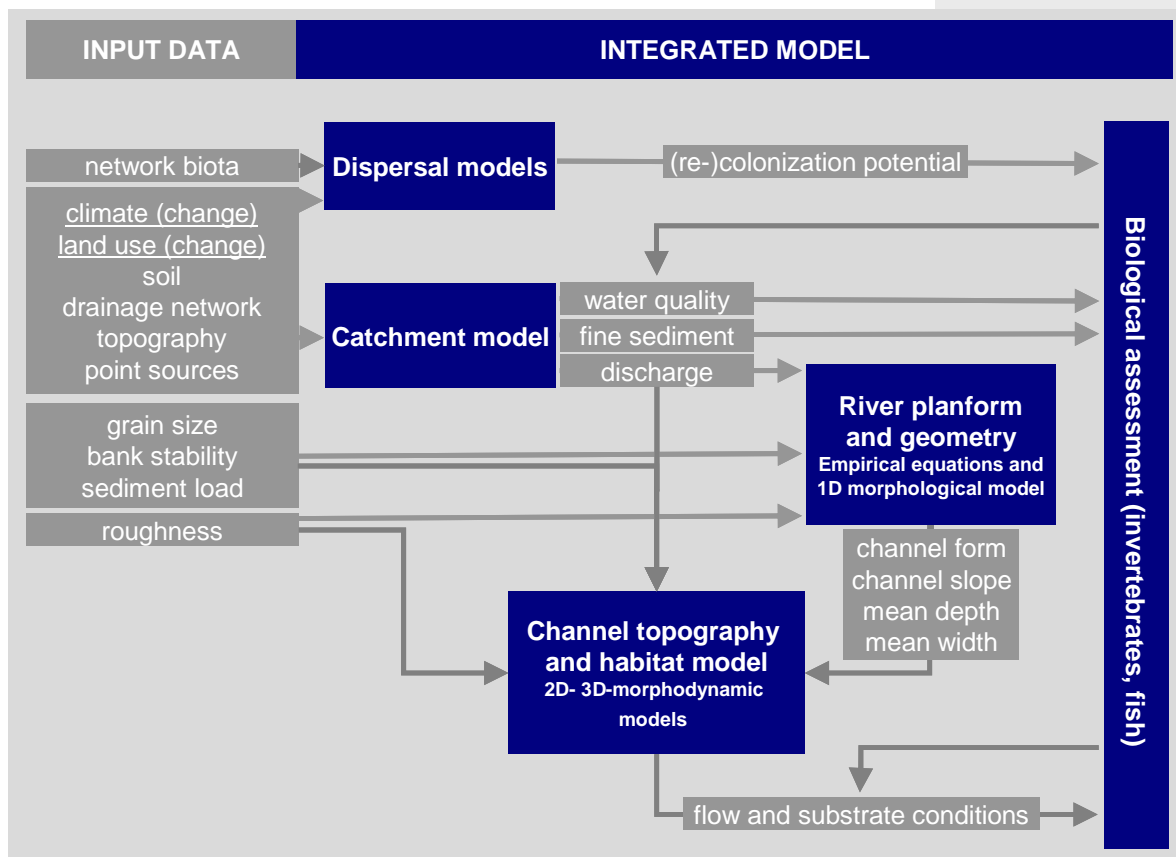 INPUT DATA
INTEGRATED MODEL
network biota
climate (change)
land use (change)
soil
drainage network
topography
point sources
grain size
bank stability
sediment load
roughness
Dispersal models
(re-)colonization potential
Catchment model
water quality
fine sediment
discharge
River planform
and geometry
Empirical equations and
1D morphological model
channel form
channel slope
mean depth
mean width
Channel topography
and habitat model
2D- 3D-morphodynamic
models
flow and substrate conditions
Biological assessment (invertebrates, fish)